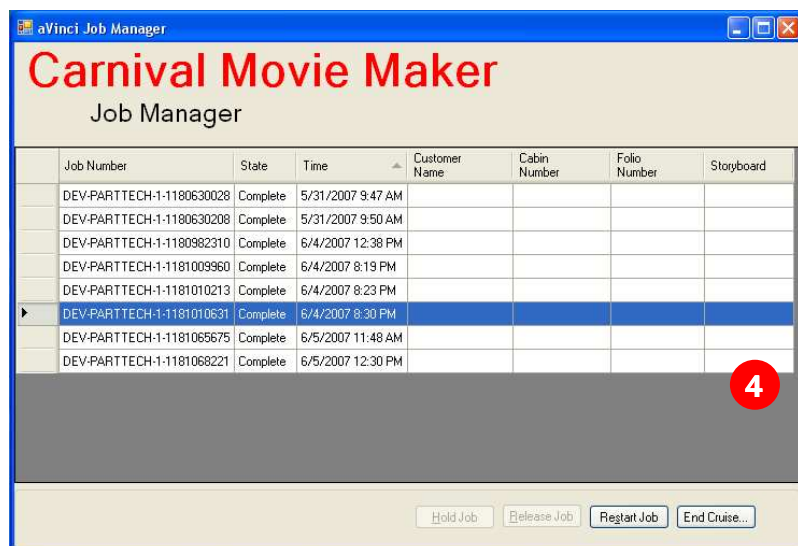 aVinci Job Manager
Carnival Movie Maker
Job Manager
Job Number State Time Customer Name Cabin Number Folio Number Storyboard
DEV-PARTTECH-1-1180630028 Complete 5/31/2007 9:47 AM
DEV-PARTTECH-1-1180630208 Complete 5/31/2007 9:50 AM
DEV-PARTTECH-1-1180982310 Complete 6/4/2007 12:38 PM
DEV-PARTTECH-1-1181009960 Complete 6/4/2007 8:19 PM
DEV-PARTTECH-1-1181010213 Complete 6/4/2007 8:23 PM
DEV-PARTTECH-1-1181010631 Complete 6/4/2007 8:30 PM
DEV-PARTTECH-1-1181065675 Complete 6/5/2007 11:48 AM
DEV-PARTTECH-1-1181068221 Complete 6/5/2007 12:30 PM
4
Hold Job Release Job Restart Job End Cruise...